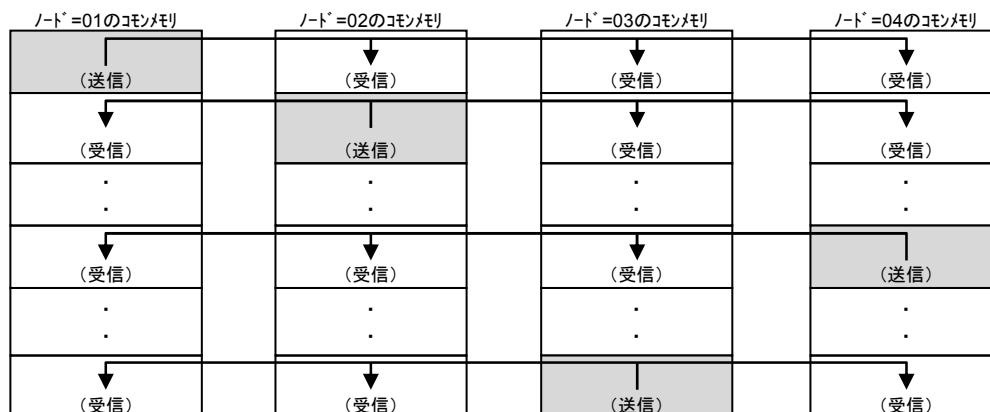 ﾉｰﾄﾞ=01のｺﾓﾝﾒﾓﾘ ﾉｰﾄﾞ=02のｺﾓﾝﾒﾓﾘ ﾉｰﾄﾞ=03のｺﾓﾝﾒﾓﾘ ﾉｰﾄﾞ=04のｺﾓﾝﾒﾓﾘ
(送信) (受信) (受信) (受信)
(受信) (送信) (受信) (受信)
・ ・ ・ ・
・ ・ ・ ・
(受信) (受信) (受信) (送信)
・ ・ ・ ・
・ ・ ・ ・
(受信) (受信) (送信) (受信)